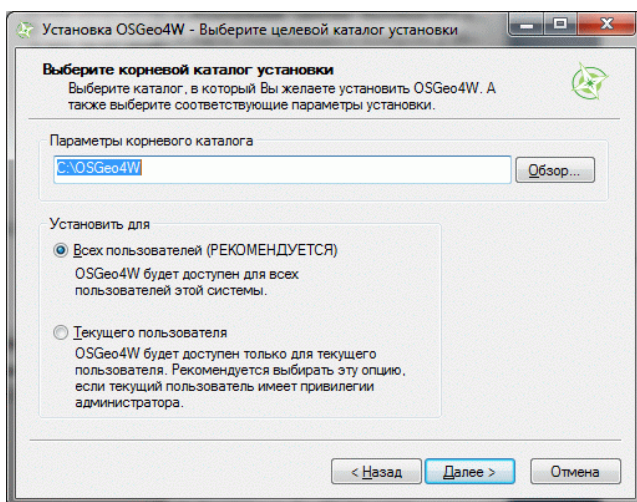 Установка OSGeo4W - Выберите целевой каталог установки
Выберите корневой каталог установки
Выберите каталог, в который Вы желаете установить OSGeo4W. А
также выберите соответствующие параметры установки.
Параметры корневого каталога
C:\OSGeo4W
Обзор...
Установить для
Всех пользователей (РЕКОМЕНДУЕТСЯ)
OSGeo4W будет доступен для всех
пользователей этой системы.
Текущего пользователя
OSGeo4W будет доступен только для текущего
пользователя. Рекомендуется выбирать эту опцию,
если текущий пользователь имеет привилегии
администратора.
< Назад Далее > Отмена